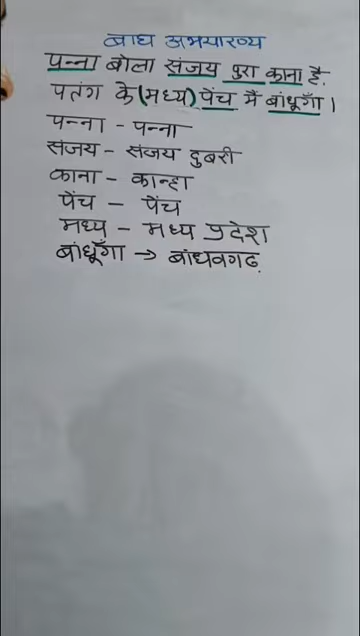 बाघ अभयारण्य
पन्ना बोला संजय पुरा काना है.
पतंग के (मध्य) पेंच मैं बांधूगाँ।
पन्ना - पन्ना
संजय - संजय दुबरी
काना - कान्हा
पेंच - पेंच
मध्य - मध्य प्रदेश
बांधूँगा → बांधवगढ.